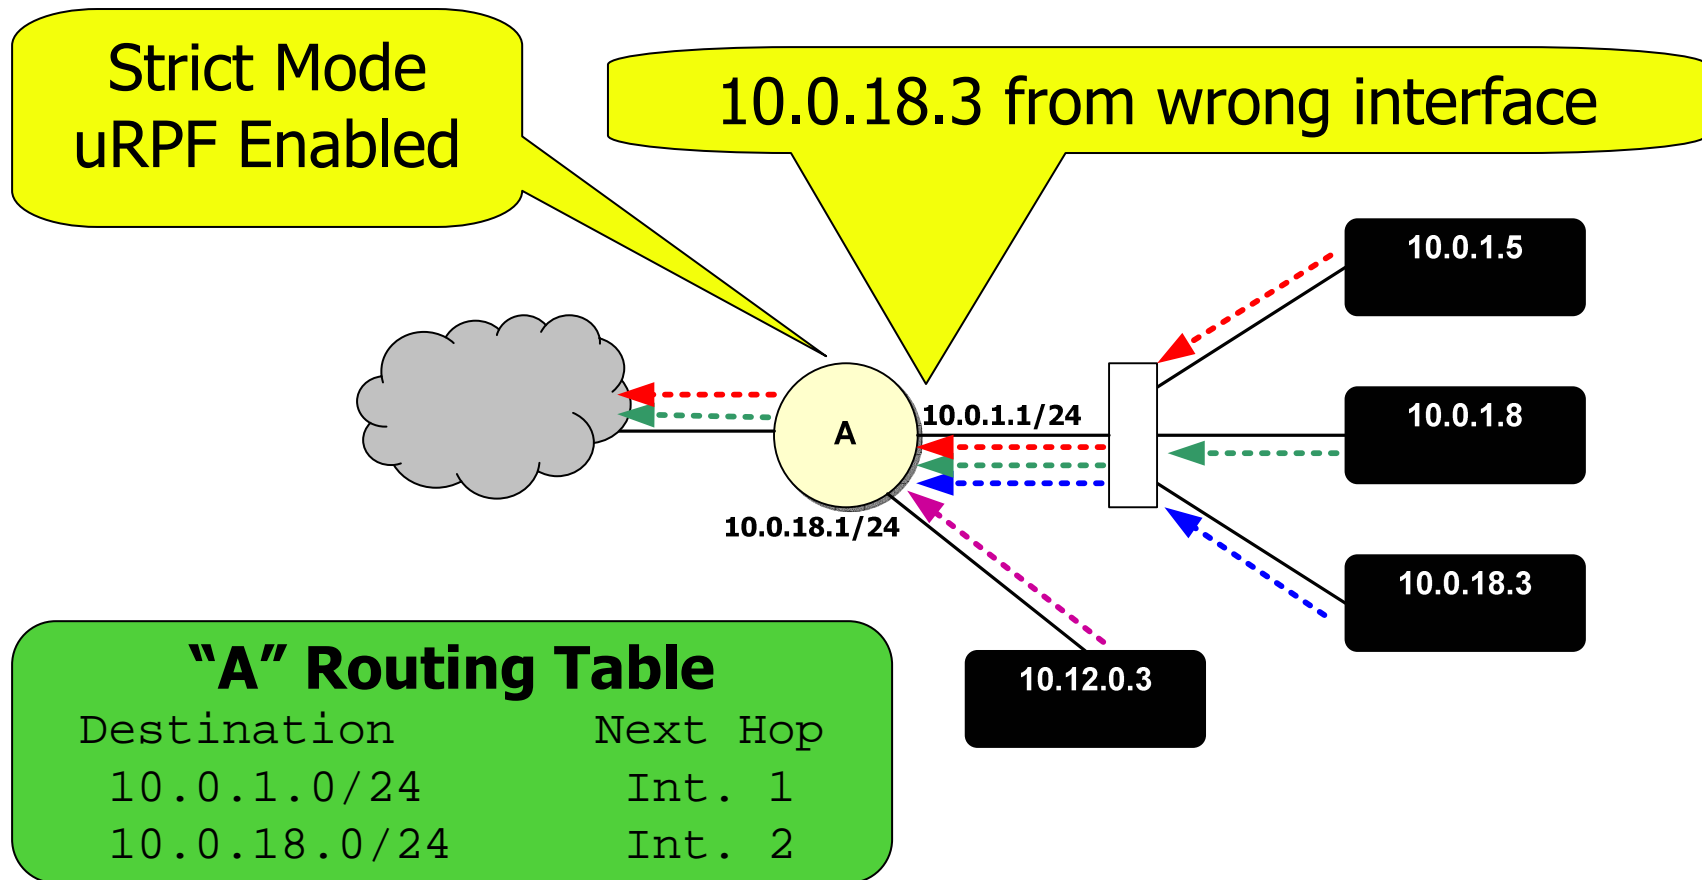 Strict Mode
uRPF Enabled
10.0.18.3 from wrong interface
10.0.1.5
10.0.1.8
10.0.1.1/24
A
10.0.18.1/24
10.0.18.3
10.12.0.3
“A” Routing Table
Destination Next Hop
10.0.1.0/24 Int. 1
10.0.18.0/24 Int. 2